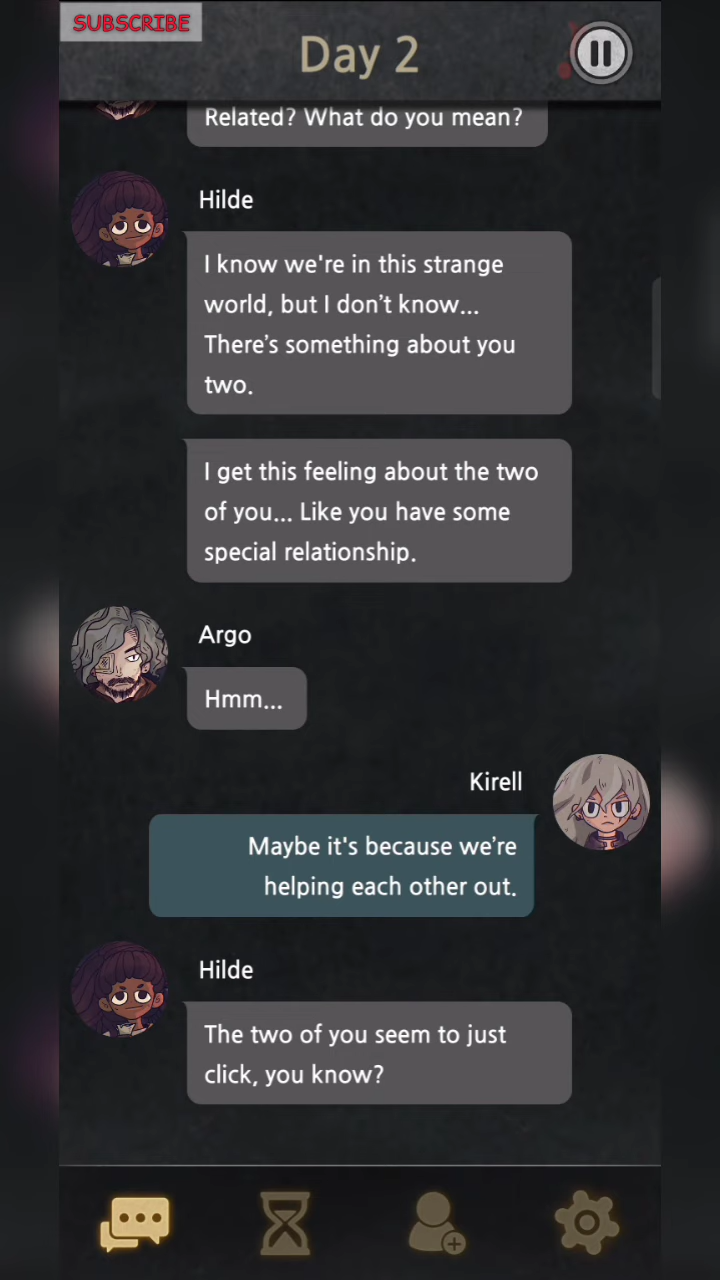 SUBSCRIBE
Day 2
Related? What do you mean?
Hilde
I know we're in this strange
world, but I don't know...
There's something about you
two.
I get this feeling about the two
of you... Like you have some
special relationship.
Argo
Hmm...
Kirell
Maybe it's because we're
helping each other out.
Hilde
The two of you seem to just
click, you know?